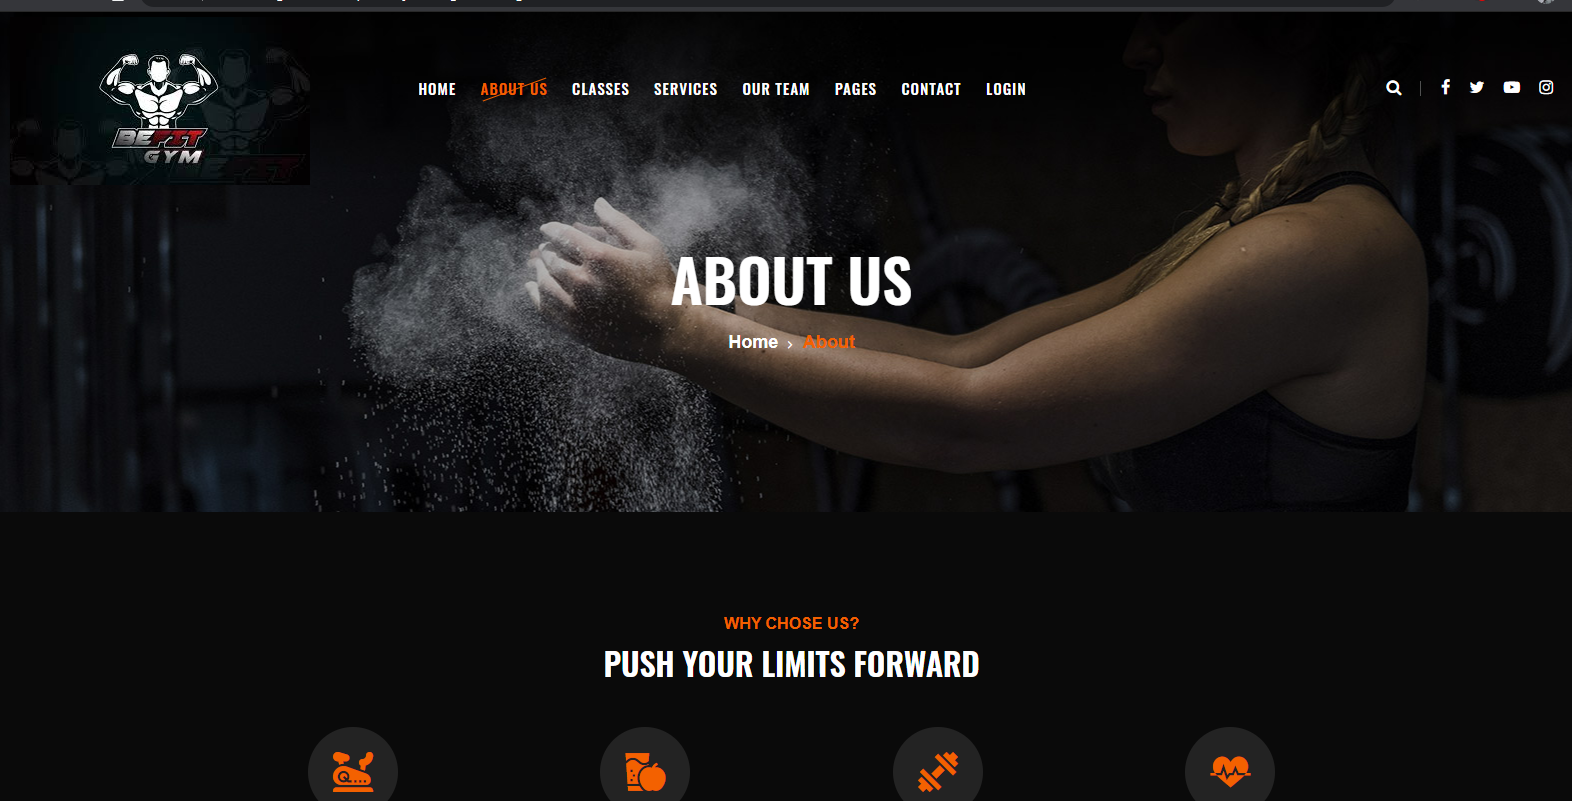 BEFIT
GYM
HOME ABOUT US CLASSES SERVICES OUR TEAM PAGES CONTACT LOGIN
ABOUT US
Home › About
WHY CHOSE US?
PUSH YOUR LIMITS FORWARD